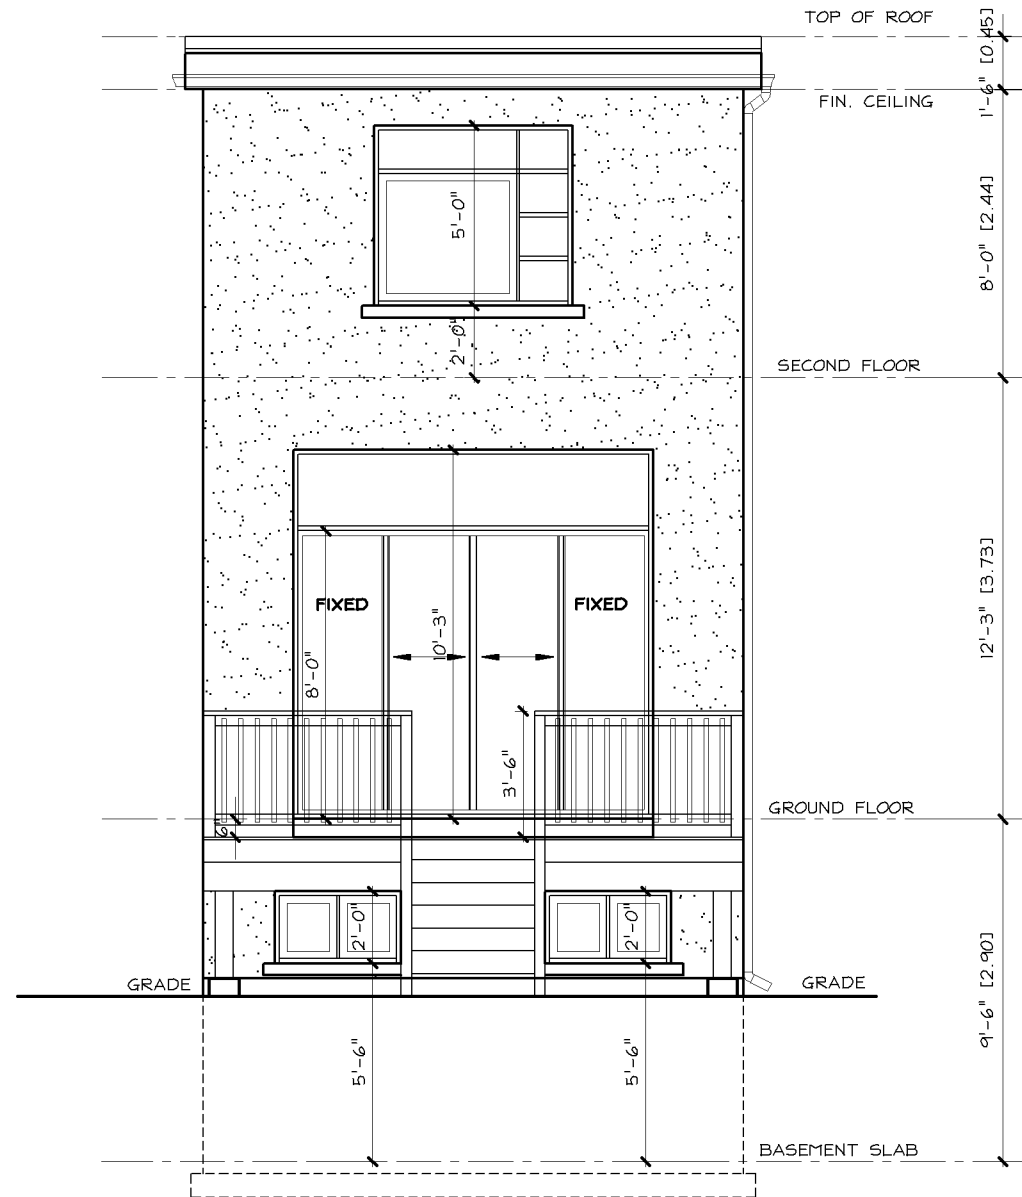 TOP OF ROOF
1'-6" [0.45]
FIN. CEILING
5'-0"
8'-0" [2.44]
2'-0"
SECOND FLOOR
FIXED
FIXED
10'-3"
12'-3" [3.73]
8'-0"
3'-6"
GROUND FLOOR
6"
2'-0"
2'-0"
GRADE
GRADE
9'-6" [2.90]
5'-6"
5'-6"
BASEMENT SLAB